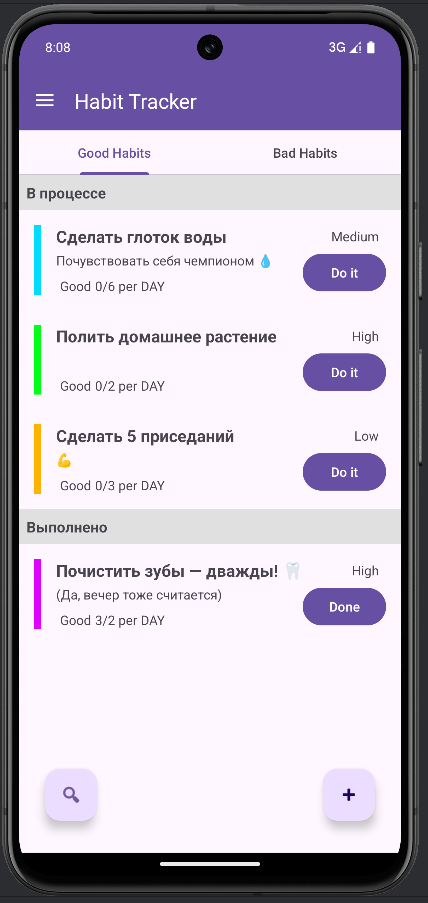 8:08 3G
Habit Tracker
Good Habits Bad Habits
В процессе
Сделать глоток воды Medium
Почувствовать себя чемпионом 💧
Do it
Good 0/6 per DAY
Полить домашнее растение High
Do it
Good 0/2 per DAY
Сделать 5 приседаний Low
💪
Do it
Good 0/3 per DAY
Выполнено
Почистить зубы — дважды! 🦷 High
(Да, вечер тоже считается)
Done
Good 3/2 per DAY